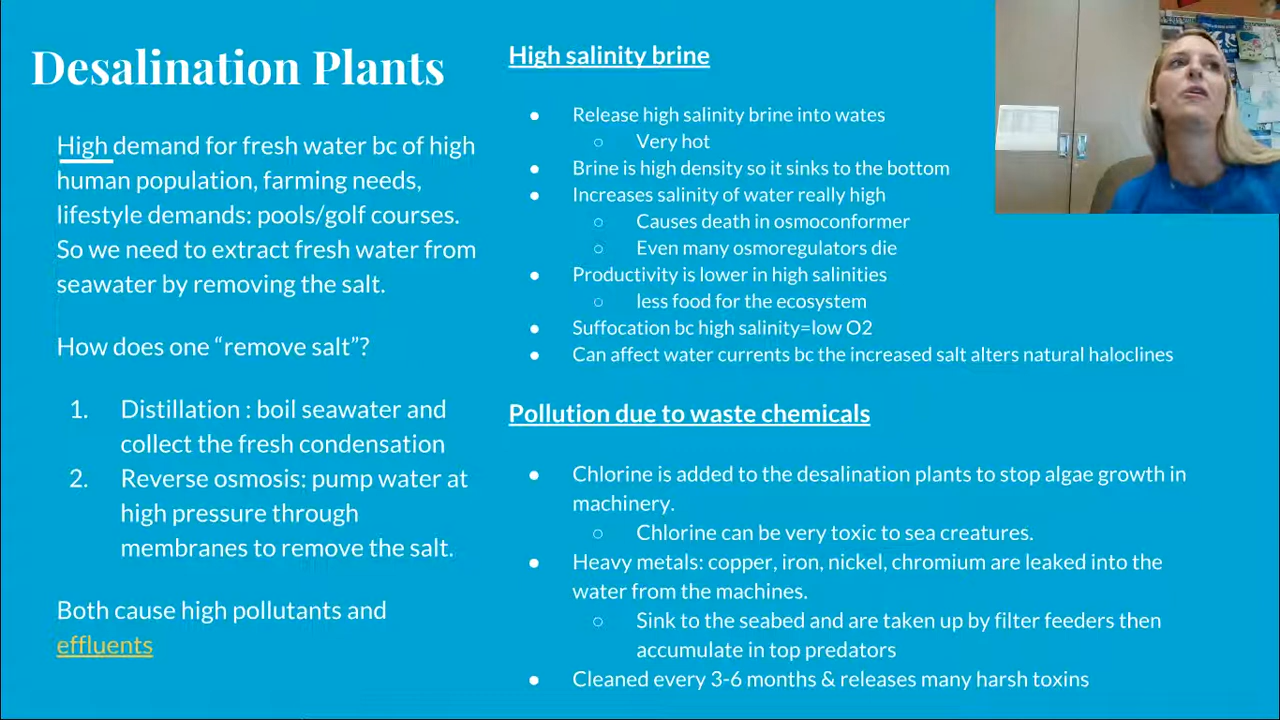 Desalination Plants
High demand for fresh water bc of high
human population, farming needs,
lifestyle demands: pools/golf courses.
So we need to extract fresh water from
seawater by removing the salt.
How does one “remove salt”?
1. Distillation : boil seawater and
collect the fresh condensation
2. Reverse osmosis: pump water at
high pressure through
membranes to remove the salt.
Both cause high pollutants and
effluents
High salinity brine
● Release high salinity brine into wates
○ Very hot
● Brine is high density so it sinks to the bottom
● Increases salinity of water really high
○ Causes death in osmoconformer
○ Even many osmoregulators die
● Productivity is lower in high salinities
○ less food for the ecosystem
● Suffocation bc high salinity=low O2
● Can affect water currents bc the increased salt alters natural haloclines
Pollution due to waste chemicals
● Chlorine is added to the desalination plants to stop algae growth in
machinery.
○ Chlorine can be very toxic to sea creatures.
● Heavy metals: copper, iron, nickel, chromium are leaked into the
water from the machines.
○ Sink to the seabed and are taken up by filter feeders then
accumulate in top predators
● Cleaned every 3-6 months & releases many harsh toxins